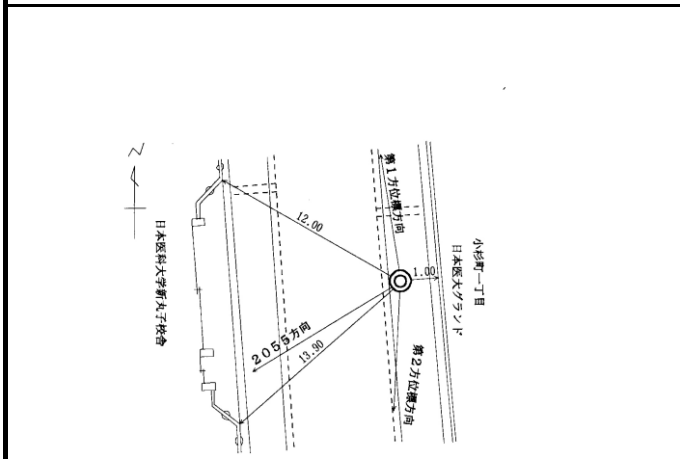 N
第1方位標方向
12.00
小杉町一丁目
日本医大グランド
1.00
日本医科大学新丸子校舎
2055方向
13.90
第2方位標方向